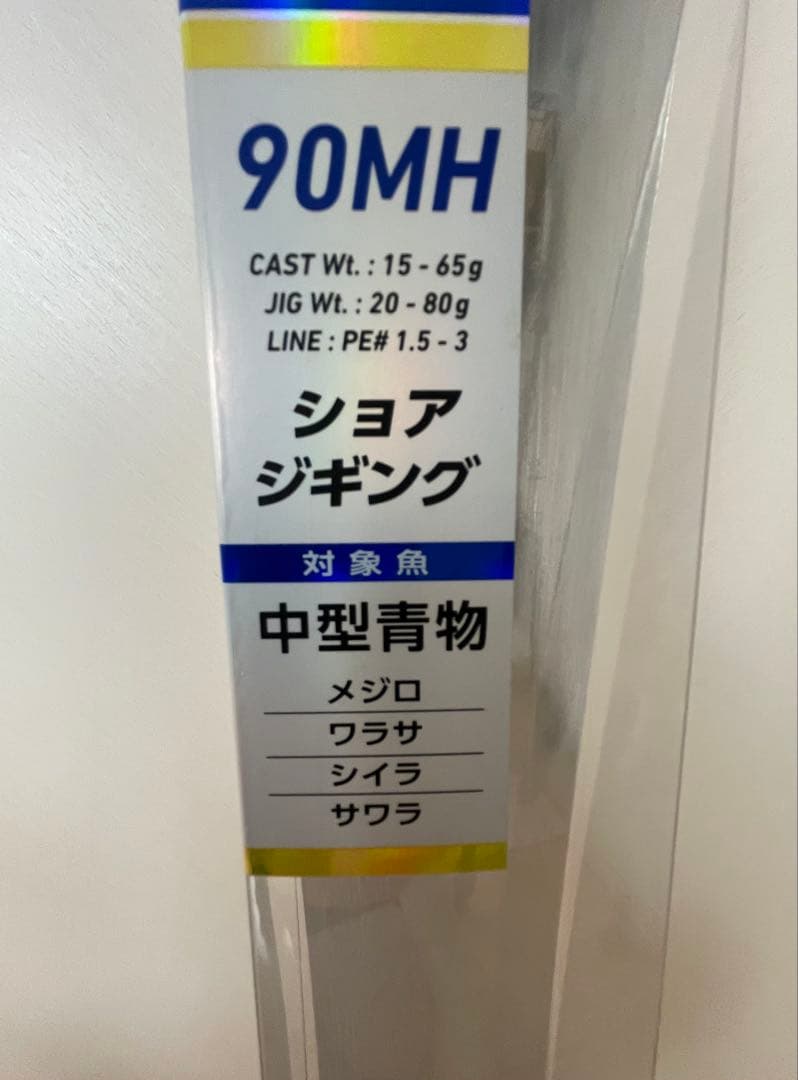 90MH
CAST Wt. : 15 - 65g
JIG Wt. : 20 - 80g
LINE : PE# 1.5 - 3
ショア
ジギング
対象魚
中型青物
メジロ
ワラサ
シイラ
サワラ